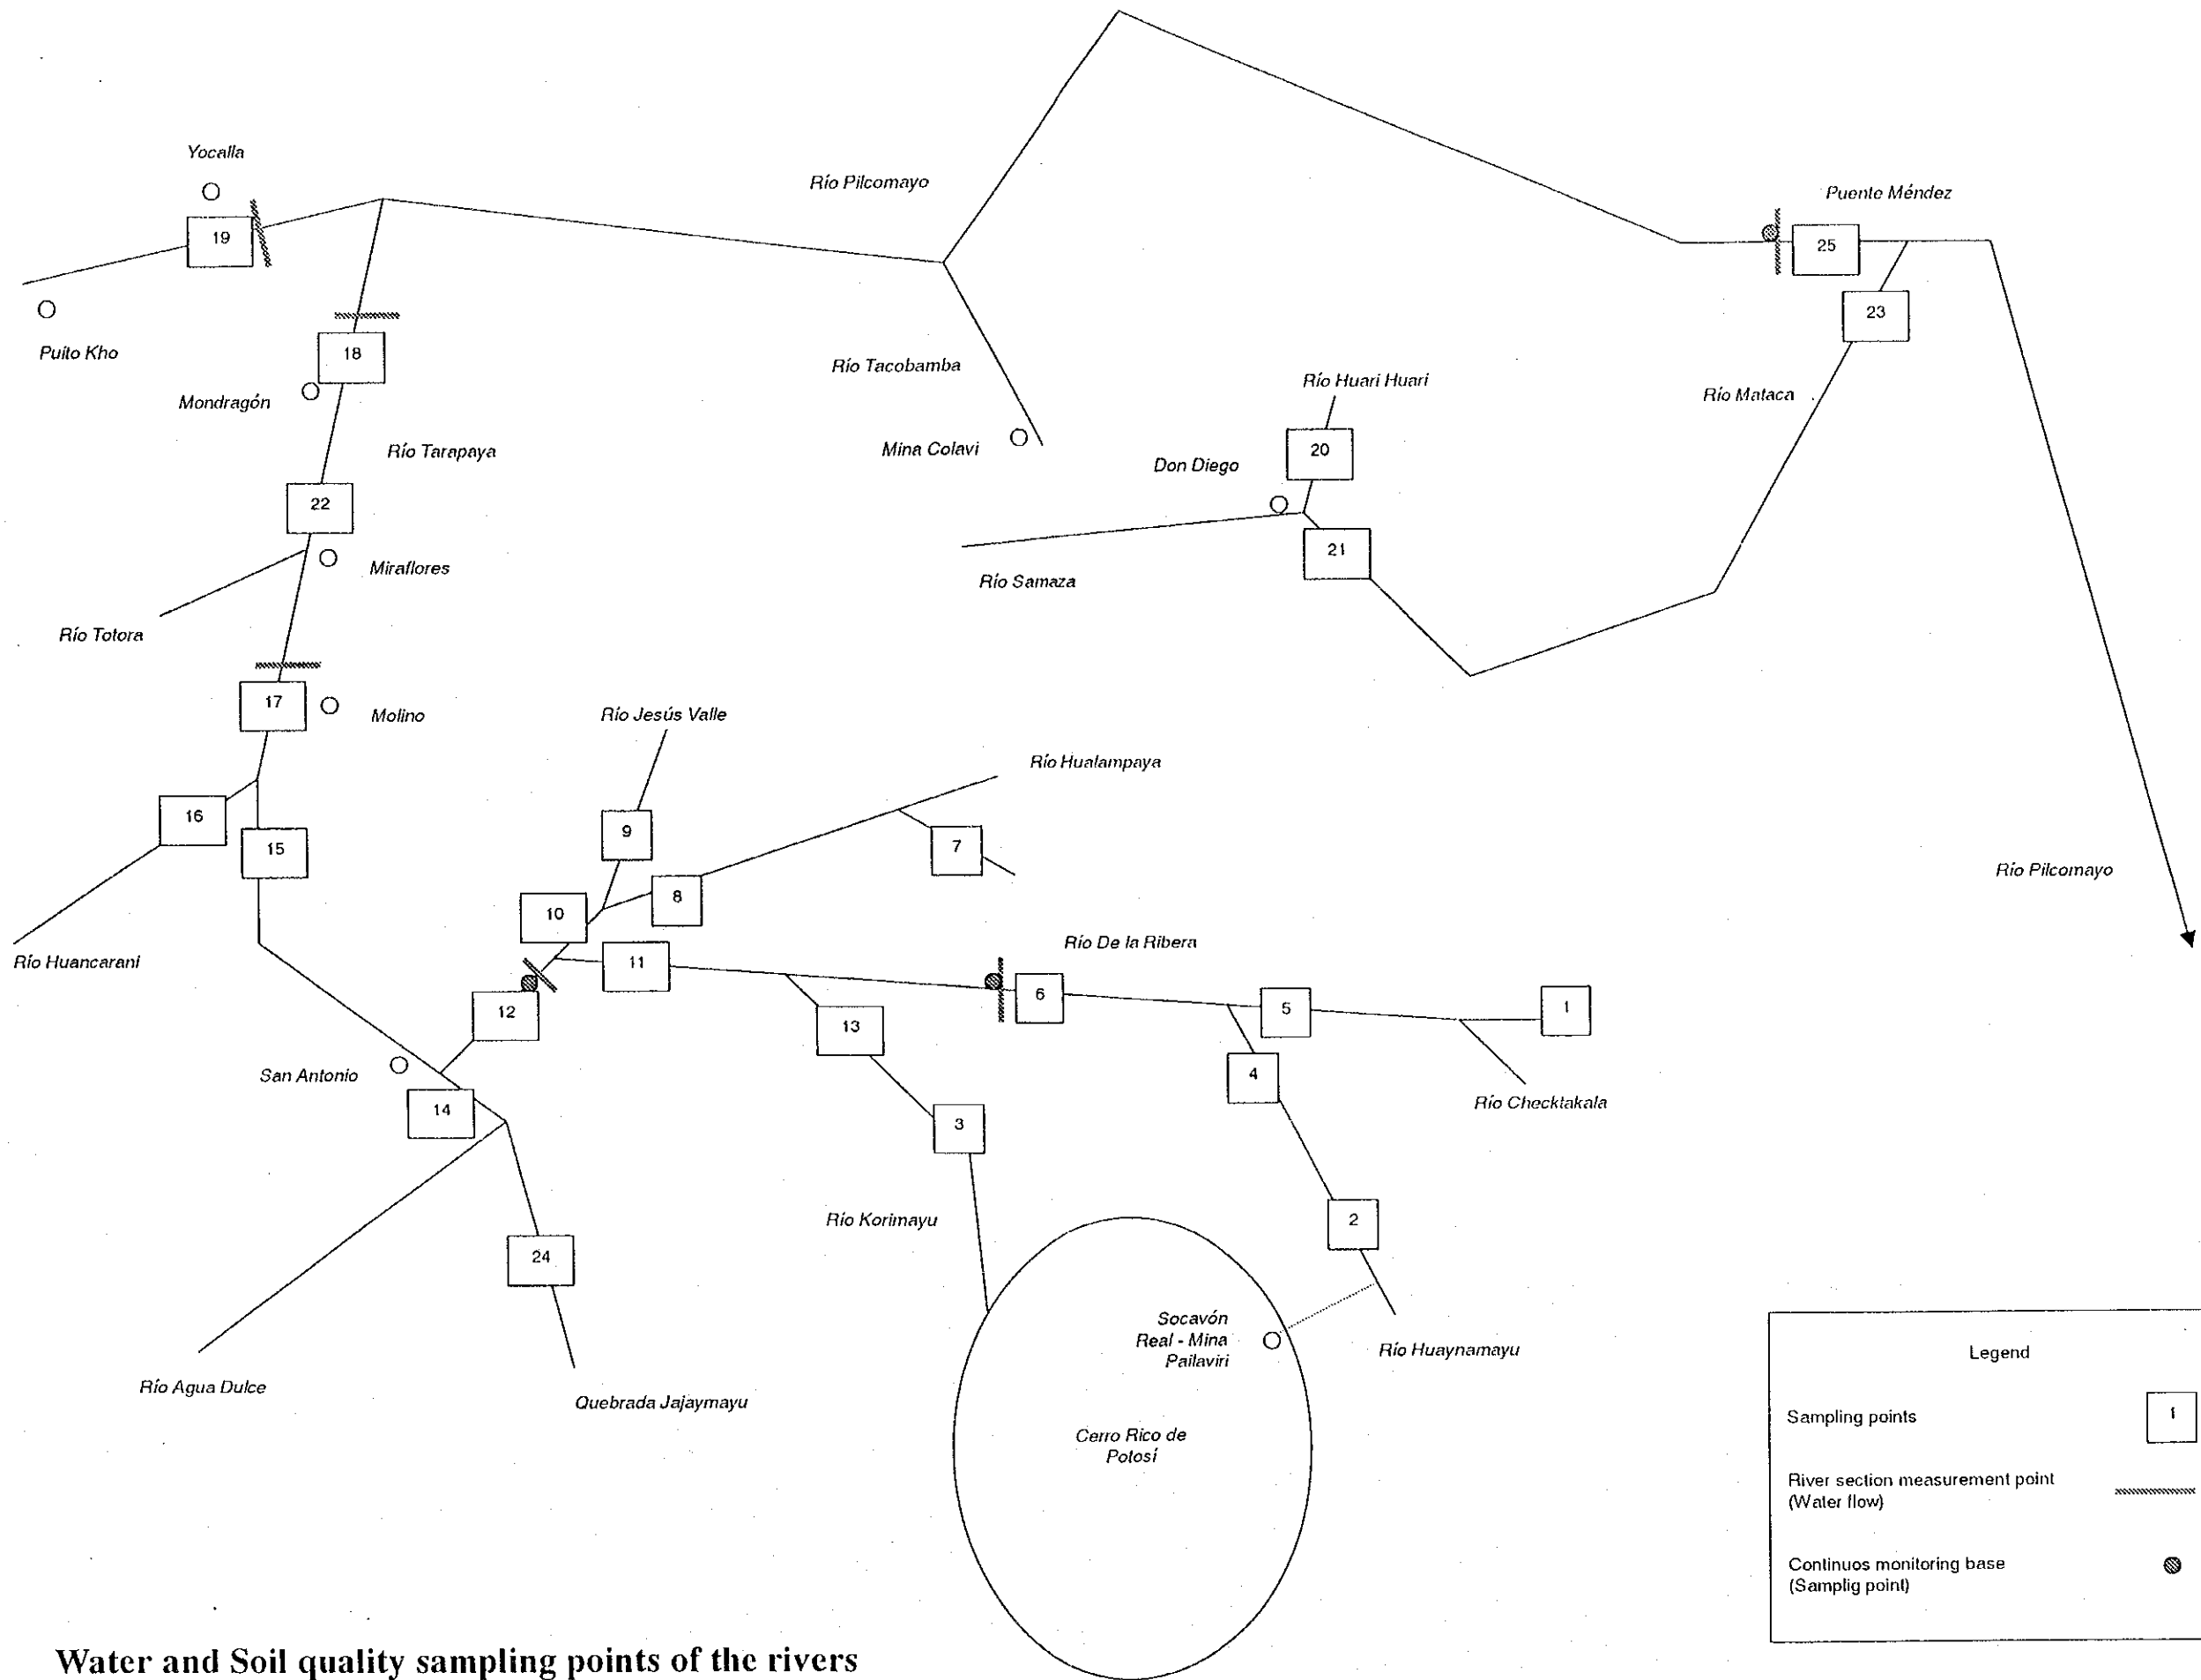 Yocalla
Río Pilcomayo
Puente Méndez
19
25
23
Puito Kho
18
Río Tacobamba
Río Huari Huari
Río Mataca
Mondragón
Río Tarapaya
Mina Colavi
Don Diego
20
22
21
Miraflores
Río Samaza
Río Totora
17
Molino
Río Jesús Valle
Río Hualampaya
16
15
9
7
8
10
Río Pilcomayo
Río Huancarani
11
Río De la Ribera
12
6
5
1
13
San Antonio
4
14
3
Río Checktakala
2
Río Korimayu
24
Socavón
Real - Mina
Pailaviri
Río Huaynamayu
Río Agua Dulce
Quebrada Jajaymayu
Cerro Rico de
Potosí
Legend
Sampling points
1
River section measurement point
(Water flow)
Continuos monitoring base
(Samplig point)
Water and Soil quality sampling points of the rivers